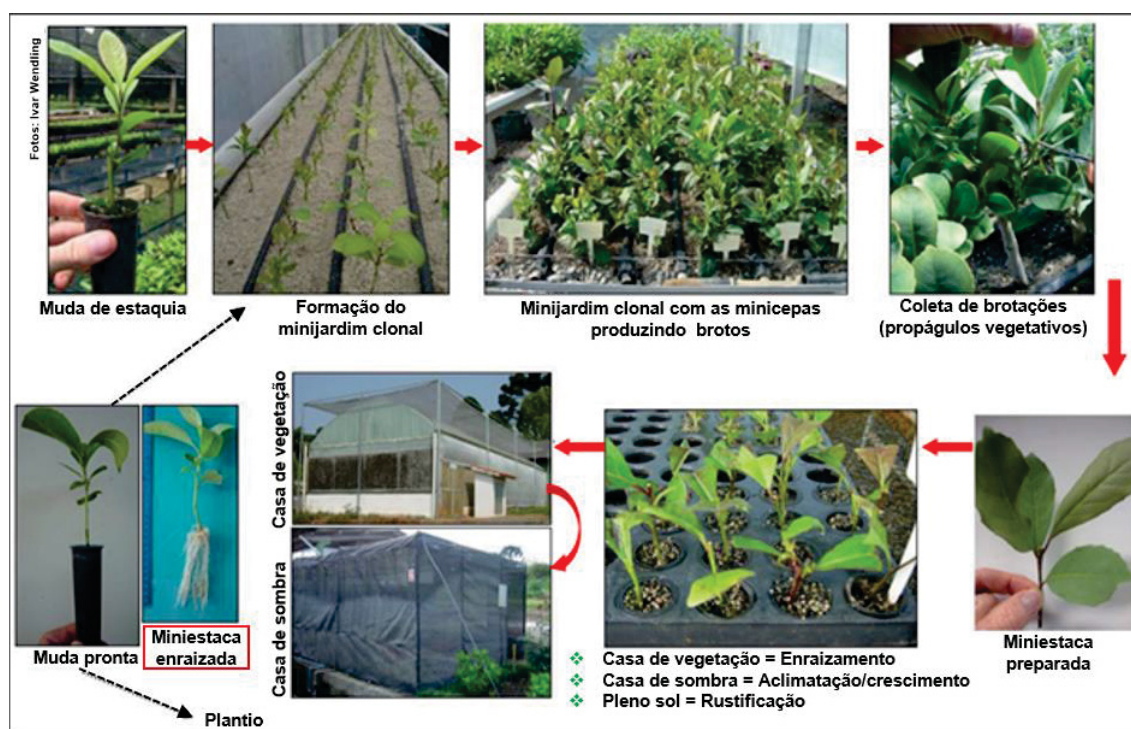 Fotos: Ivar Wendling
Muda de estaquia
Formação do
minijardim clonal
Minijardim clonal com as minicepas
produzindo brotos
Coleta de brotações
(propágulos vegetativos)
Miniestaca
preparada
Casa de vegetação
Casa de sombra
❖ Casa de vegetação = Enraizamento
❖ Casa de sombra = Aclimatação/crescimento
❖ Pleno sol = Rustificação
Miniestaca
enraizada
Muda pronta
Plantio